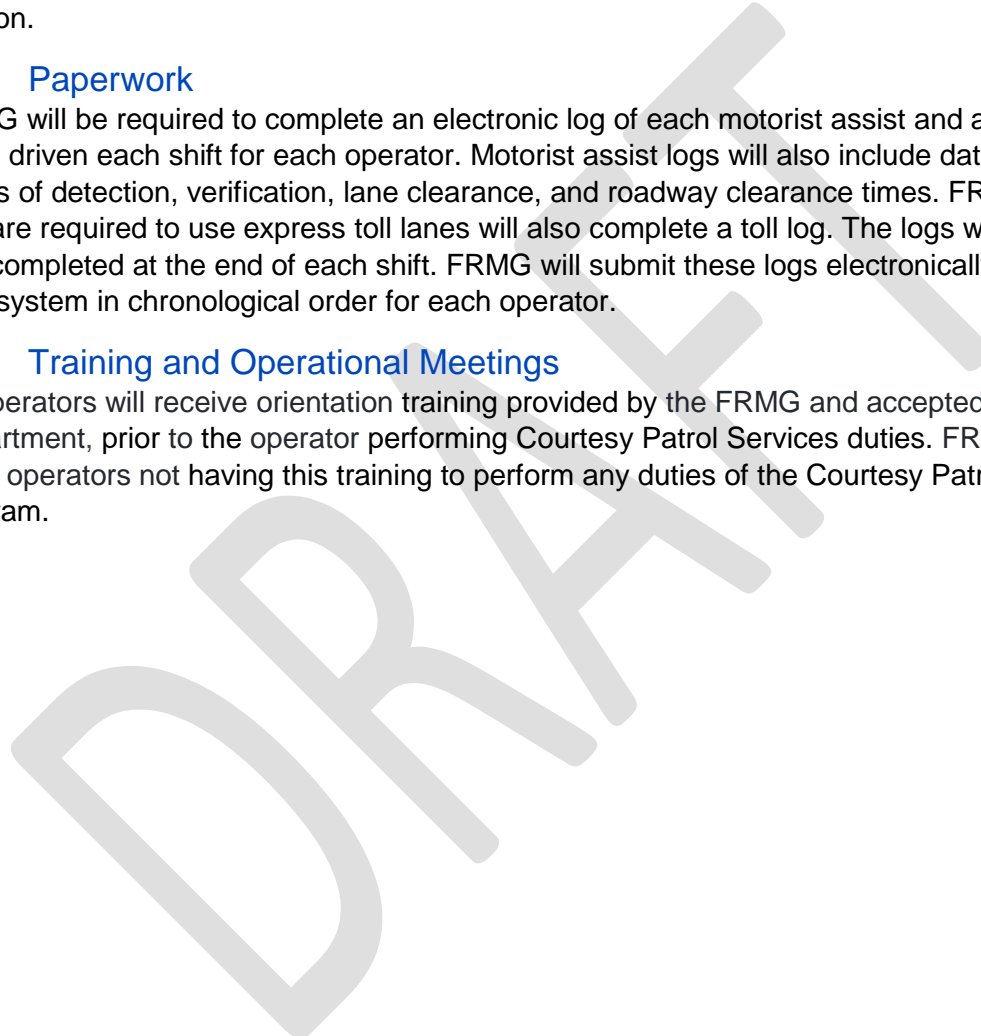 on.
Paperwork
G will be required to complete an electronic log of each motorist assist and a
driven each shift for each operator. Motorist assist logs will also include dat
s of detection, verification, lane clearance, and roadway clearance times. FR
are required to use express toll lanes will also complete a toll log. The logs w
completed at the end of each shift. FRMG will submit these logs electronicall
system in chronological order for each operator.
Training and Operational Meetings
perators will receive orientation training provided by the FRMG and accepted
artment, prior to the operator performing Courtesy Patrol Services duties. FR
operators not having this training to perform any duties of the Courtesy Patr
ram.
DRAFT